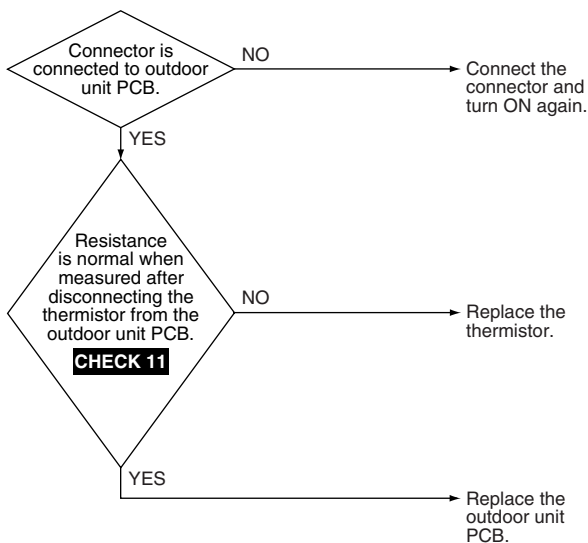 Connector is
connected to outdoor
unit PCB.
NO
Connect the
connector and
turn ON again.
YES
Resistance
is normal when
measured after
disconnecting the
thermistor from the
outdoor unit PCB.
CHECK 11
NO
Replace the
thermistor.
YES
Replace the
outdoor unit
PCB.